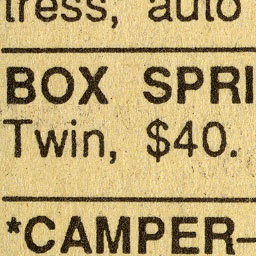 tress, auto
BOX SPRI
Twin, $40.
*CAMPER–